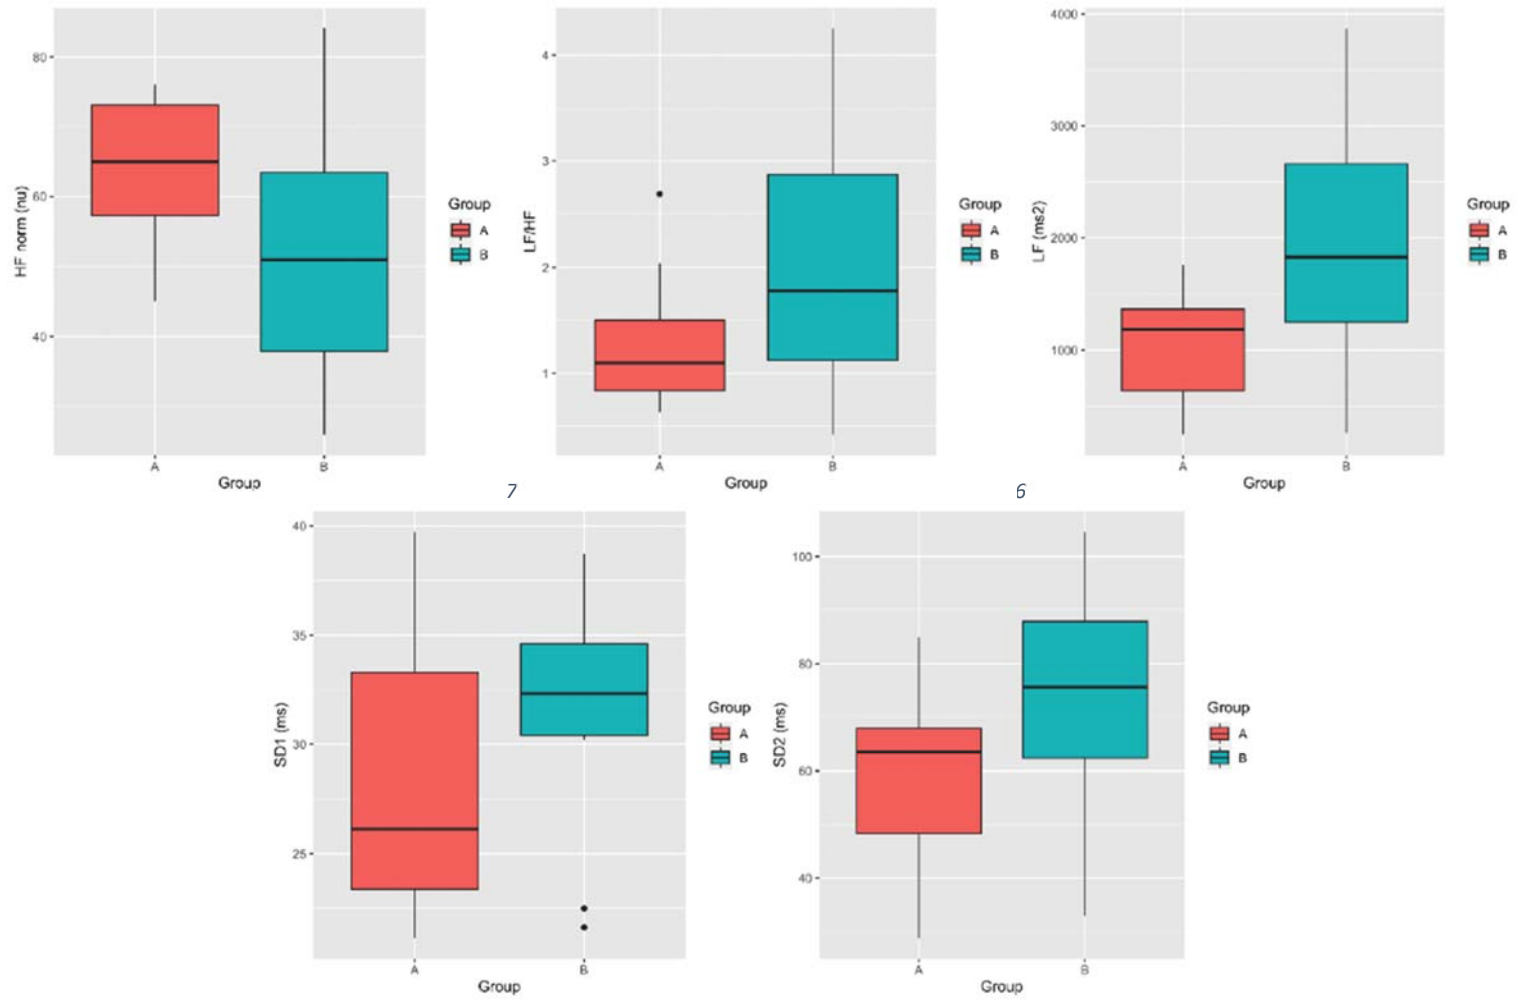 HF norm (nu)
80
60
40
A
B
Group
Group
A
B
LF/HF
4
3
2
1
A
B
Group
Group
A
B
LF (ms2)
4000
3000
2000
1000
A
B
Group
Group
A
B
7
6
SD1 (ms)
40
35
30
25
A
B
Group
Group
A
B
SD2 (ms)
100
80
60
40
A
B
Group
Group
A
B